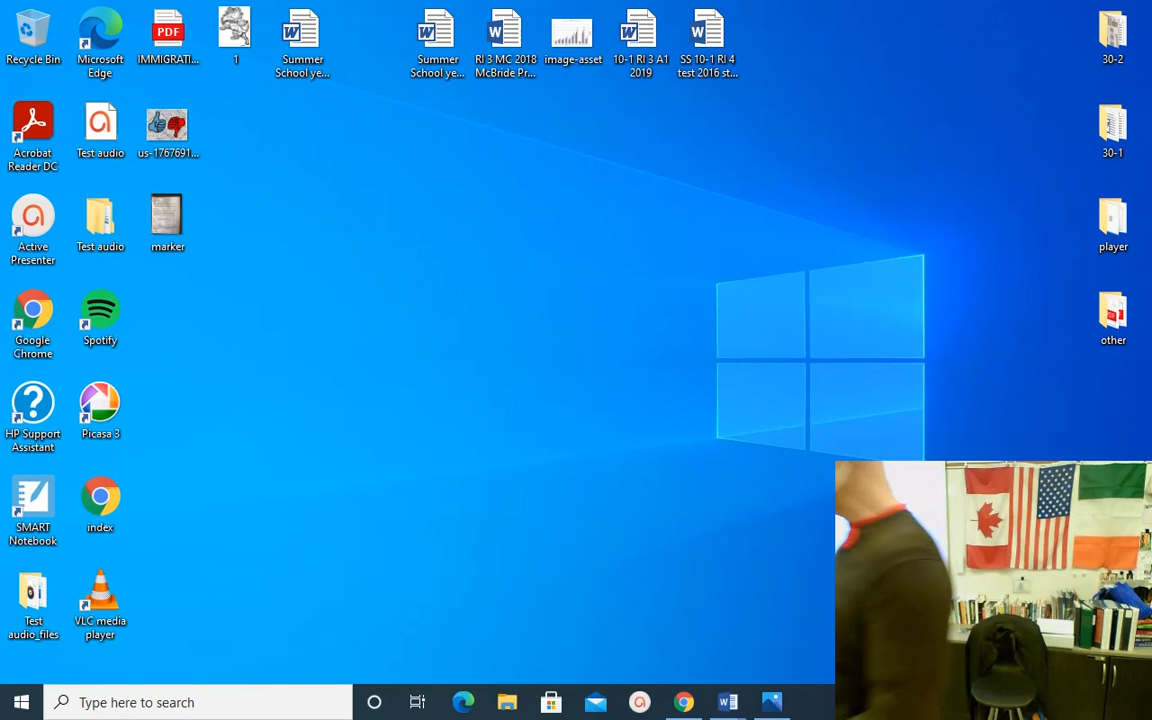 Recycle Bin
Microsoft
Edge
PDF
IMMIGRATI...
1
Summer
School ye...
Summer
School ye...
RI 3 MC 2018
McBride Pr...
image-asset
10-1 RI 3 A1
2019
SS 10-1 RI 4
test 2016 st...
30-2
Acrobat
Reader DC
Test audio
us-1767691...
30-1
Active
Presenter
Test audio
marker
player
Google
Chrome
Spotify
other
HP Support
Assistant
Picasa 3
SMART
Notebook
index
Test
audio_files
VLC media
player
Type here to search